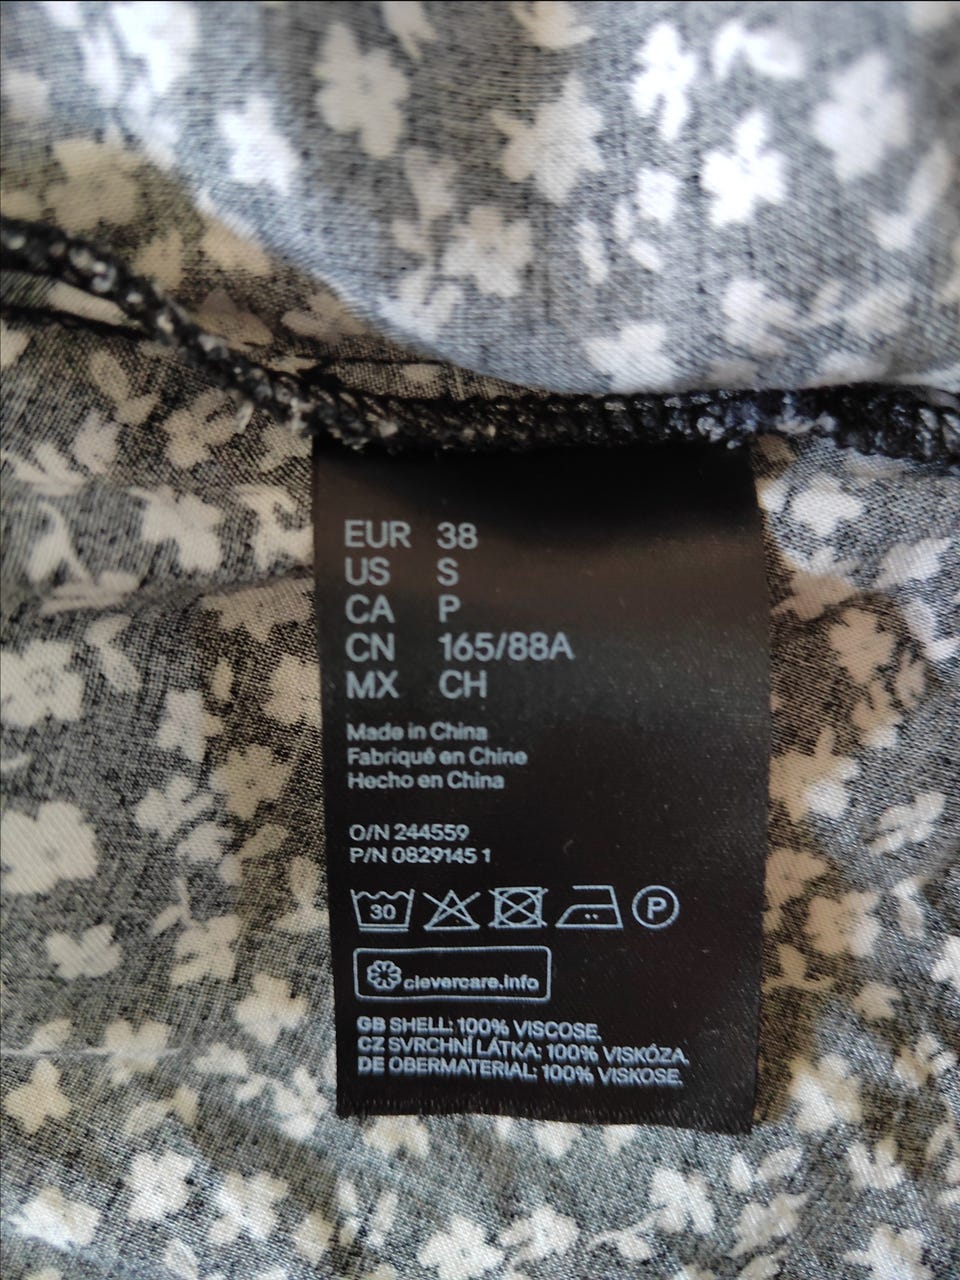 EUR 38
US S
CA P
CN 165/88A
MX CH
Made in China
Fabriqué en Chine
Hecho en China
O/N 244559
P/N 0829145 1
30 P
clevercare.info
GB SHELL: 100% VISCOSE.
CZ SVRCHNÍ LÁTKA: 100% VISKÓZA.
DE OBERMATERIAL: 100% VISKOSE.